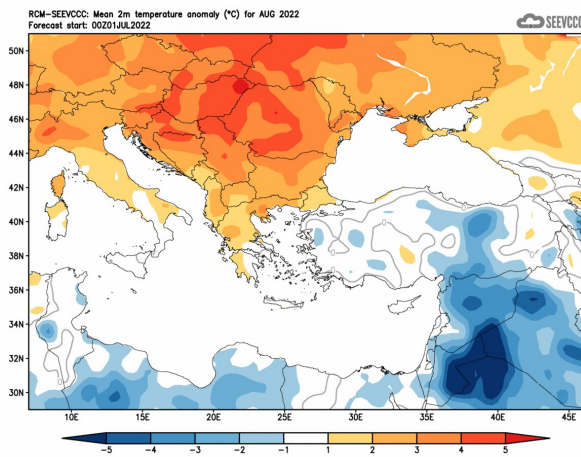 RCM-SEEVCCC: Mean 2m temperature anomaly (°C) for AUG 2022
Forecast start: 00Z01JUL2022
SEEVCCC
50N
48N
46N
44N
42N
40N
38N
36N
34N
32N
30N
10E 15E 20E 25E 30E 35E 40E 45E
-5 -4 -3 -2 -1 1 2 3 4 5